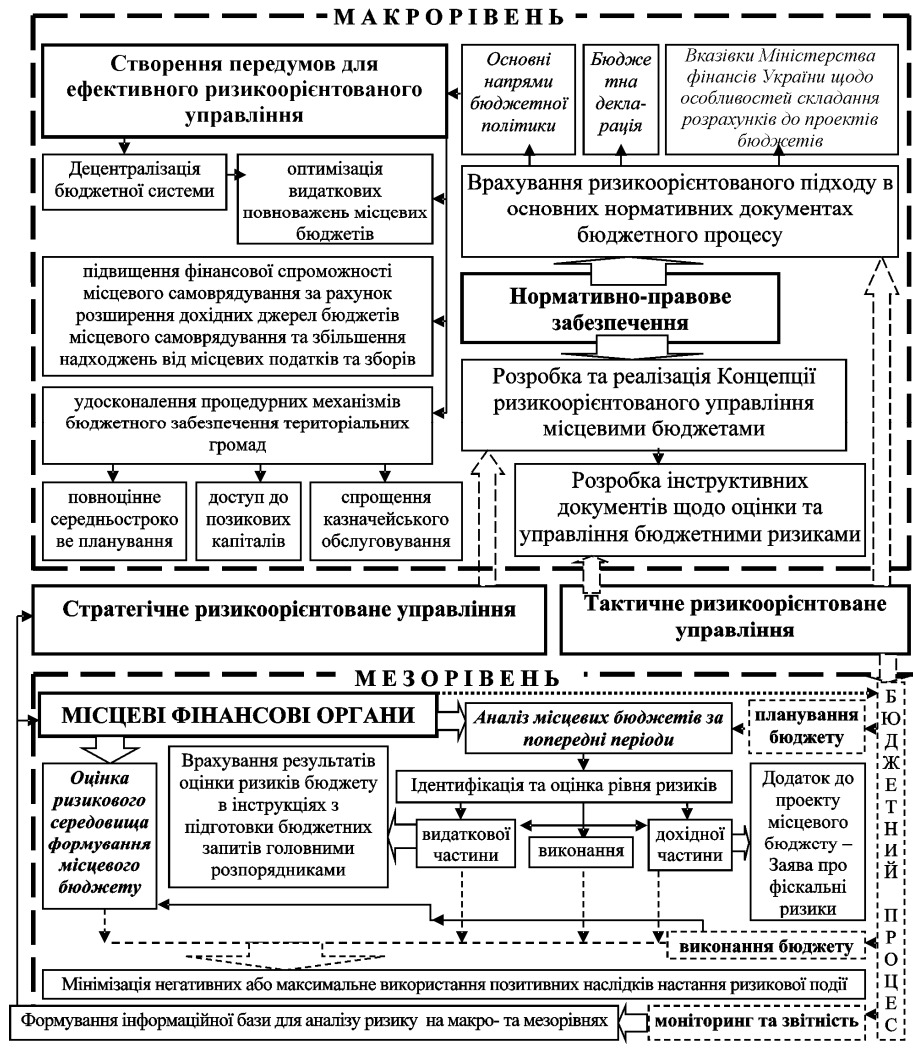 МАКРОРІВЕНЬ
Створення передумов для
ефективного ризикоорієнтованого
управління
Основні
напрями
бюджетної
політики
Бюдже
тна
декла-
рація
Вказівки Міністерства
фінансів України щодо
особливостей складання
розрахунків до проектів
бюджетів
Децентралізація
бюджетної системи
оптимізація
видаткових
повноважень місцевих
бюджетів
Врахування ризикоорієнтованого підходу в
основних нормативних документах
бюджетного процесу
підвищення фінансової спроможності
місцевого самоврядування за рахунок
розширення дохідних джерел бюджетів
місцевого самоврядування та збільшення
надходжень від місцевих податків та зборів
Нормативно-правове
забезпечення
Розробка та реалізація Концепції
ризикоорієнтованого управління
місцевими бюджетами
удосконалення процедурних механізмів
бюджетного забезпечення територіальних
громад
Розробка інструктивних
документів щодо оцінки та
управління бюджетними ризиками
повноцінне
середньостроко
ве планування
доступ до
позикових
капіталів
спрощення
казначейського
обслуговування
Стратегічне ризикоорієнтоване управління
Тактичне ризикоорієнтоване
управління
МЕЗОРІВЕНЬ
МІСЦЕВІ ФІНАНСОВІ ОРГАНИ
Аналіз місцевих бюджетів за
попередні періоди
планування
бюджету
БЮДЖЕТНИЙ ПРОЦЕС
Оцінка
ризикового
середовища
формування
місцевого
бюджету
Врахування результатів
оцінки ризиків бюджету
в інструкціях з
підготовки бюджетних
запитів головними
розпорядниками
Ідентифікація та оцінка рівня ризиків
видаткової
частини
виконання
дохідної
частини
Додаток до
проекту
місцевого
бюджсту –
Заява про
фіскальні
ризики
виконання бюджету
Мінімізація негативних або максимальне використання позитивних наслідків настання ризикової події
Формування інформаційної бази для аналізу ризику на макро- та мезорівнях
моніторинг та звітність